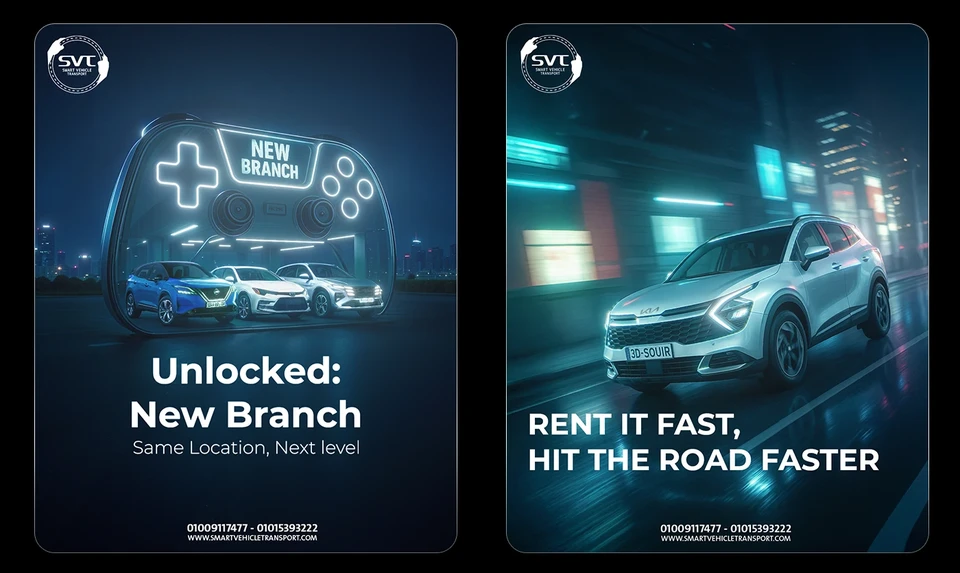 SVT
SMART VEHICLE
TRANSPORT
NEW
BRANCH
Unlocked:
New Branch
Same Location, Next level
01009117477 - 01015393222
WWW.SMARTVEHICLETRANSPORT.COM
SVT
SMART VEHICLE
TRANSPORT
KIA
3D-SOUIR
RENT IT FAST,
HIT THE ROAD FASTER
01009117477 - 01015393222
WWW.SMARTVEHICLETRANSPORT.COM